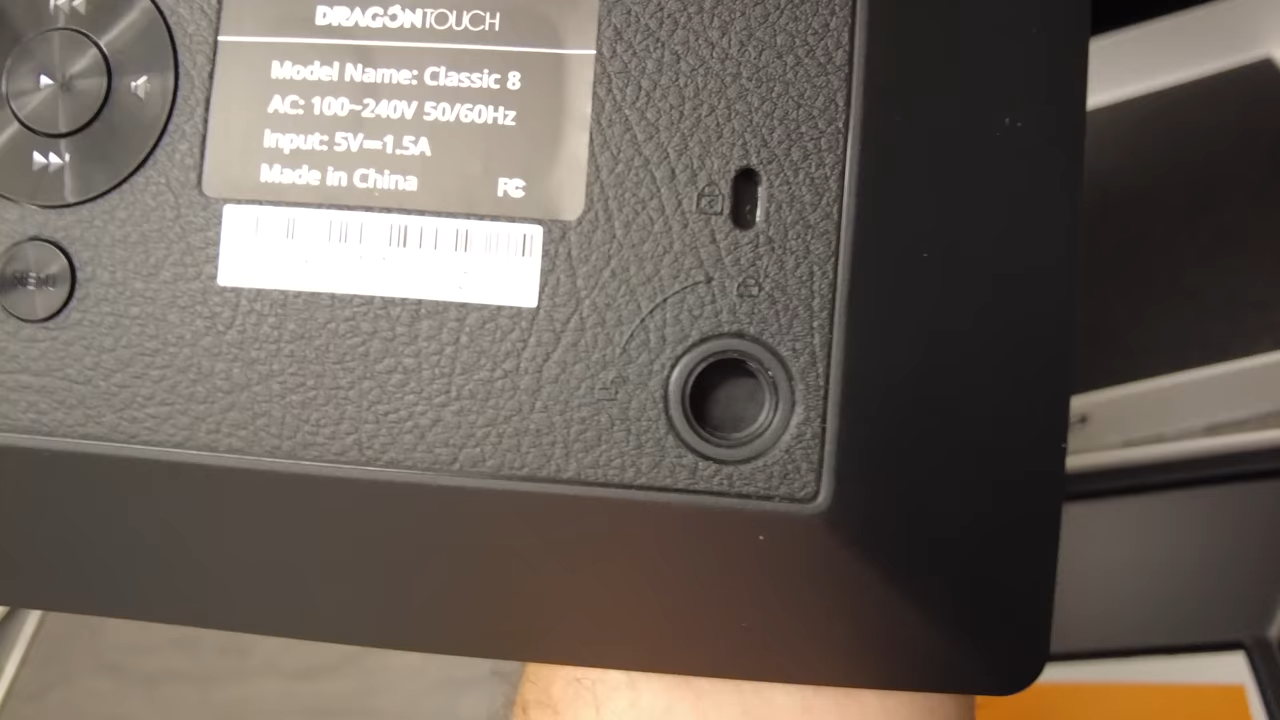 DRAGONTOUCH
Model Name: Classic 8
AC: 100~240V 50/60Hz
Input: 5V⎓1.5A
Made in China
FC
MENU